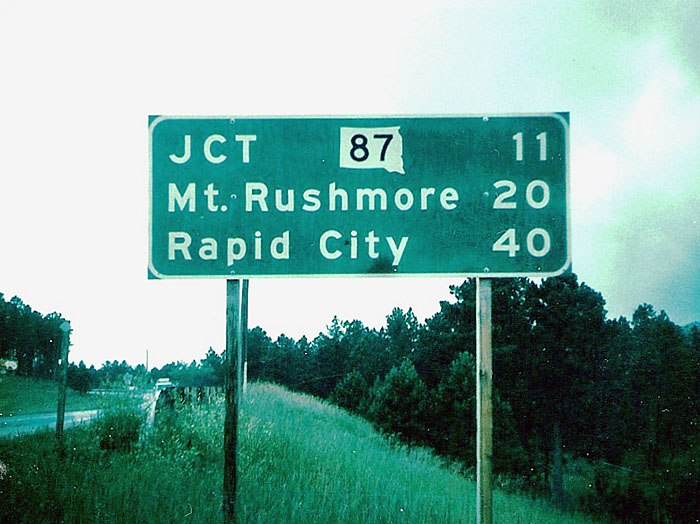 JCT 87 11
Mt. Rushmore 20
Rapid City 40